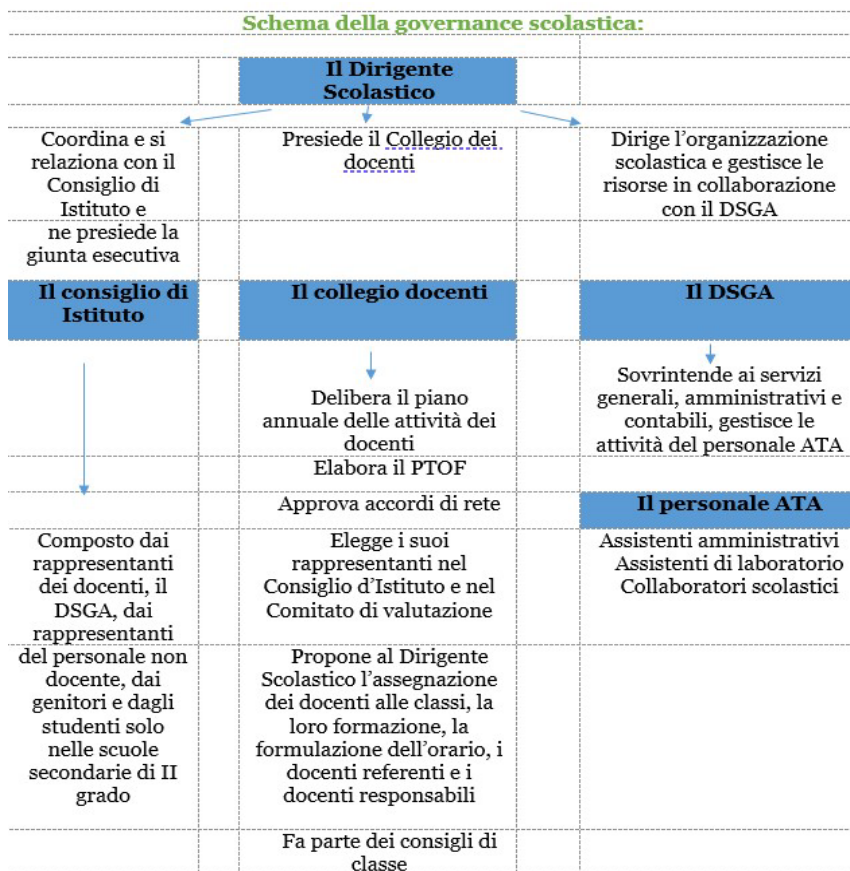 Schema della governance scolastica:
Il Dirigente
Scolastico
Coordina e si
relaziona con il
Consiglio di
Istituto e
ne presiede la
giunta esecutiva
Presiede il Collegio dei
docenti
Dirige l'organizzazione
scolastica e gestisce le
risorse in collaborazione
con il DSGA
Il consiglio di
Istituto
Il collegio docenti
Il DSGA
Delibera il piano
annuale delle attività dei
docenti
Elabora il PTOF
Approva accordi di rete
Sovrintende ai servizi
generali, amministrativi e
contabili, gestisce le
attività del personale ATA
Il personale ATA
Composto dai
rappresentanti
dei docenti, il
DSGA, dai
rappresentanti
del personale non
docente, dai
genitori e dagli
studenti solo
nelle scuole
secondarie di II
grado
Elegge i suoi
rappresentanti nel
Consiglio d'Istituto e nel
Comitato di valutazione
Assistenti amministrativi
Assistenti di laboratorio
Collaboratori scolastici
Propone al Dirigente
Scolastico l'assegnazione
dei docenti alle classi, la
loro formazione, la
formulazione dell'orario, i
docenti referenti e i
docenti responsabili
Fa parte dei consigli di
classe